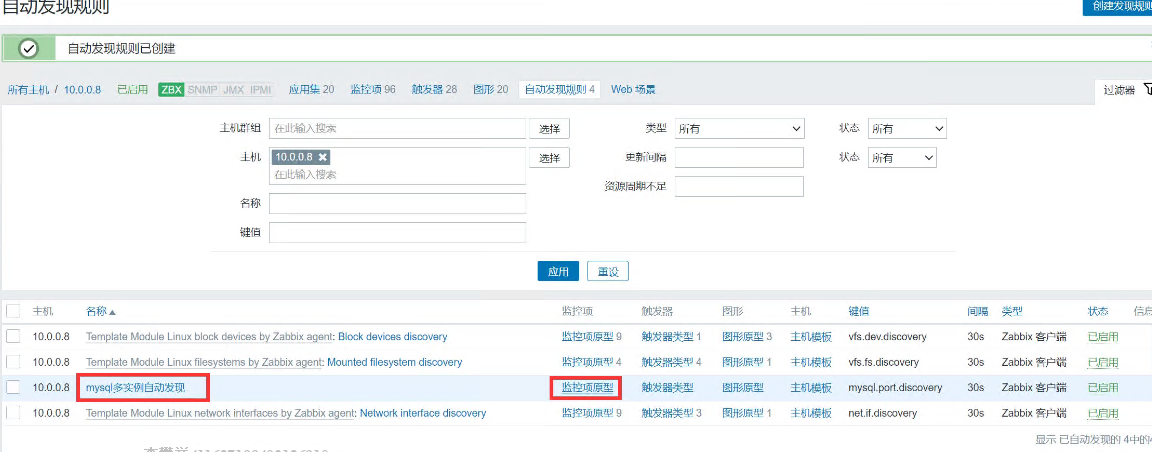 自动发现规则
创建发现规则
自动发现规则已创建
所有主机 / 10.0.0.8 已启用 ZBX SNMP JMX IPMI 应用集 20 监控项 96 触发器 28 图形 20 自动发现规则 4 Web 场景 过滤器
主机群组 在此输入搜索 选择 类型 所有 状态 所有
主机 10.0.0.8 选择 更新间隔 状态 所有
在此输入搜索 资源周期不足
名称
键值
应用 重设
主机 名称 监控项 触发器 图形 主机 键值 间隔 类型 状态 信息
10.0.0.8 Template Module Linux block devices by Zabbix agent: Block devices discovery 监控项原型 9 触发器类型 1 图形原型 3 主机模板 vfs.dev.discovery 30s Zabbix 客户端 已启用
10.0.0.8 Template Module Linux filesystems by Zabbix agent: Mounted filesystem discovery 监控项原型 4 触发器类型 4 图形原型 1 主机模板 vfs.fs.discovery 30s Zabbix 客户端 已启用
10.0.0.8 mysql多实例自动发现 监控项原型 触发器类型 图形原型 主机模板 mysql.port.discovery 30s Zabbix 客户端 已启用
10.0.0.8 Template Module Linux network interfaces by Zabbix agent: Network interface discovery 监控项原型 9 触发器类型 3 图形原型 1 主机模板 net.if.discovery 30s Zabbix 客户端 已启用
显示 已自动发现的 4中的